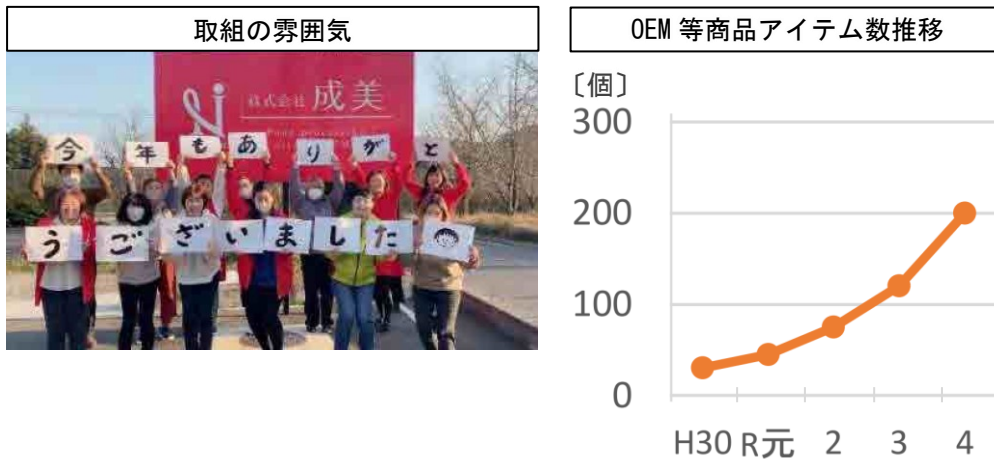 取組の雰囲気
株式会社 成美
今年もありがと
うございました
OEM等商品アイテム数推移
〔個〕
300
200
100
0
H30 R元 2 3 4